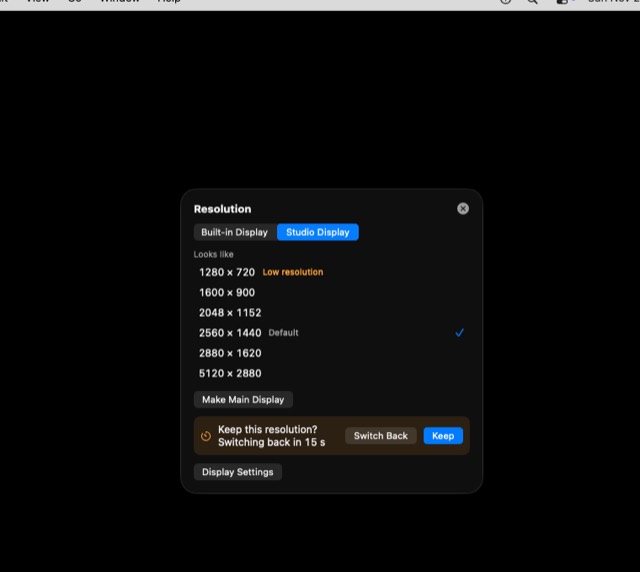 View Go Window Help
Resolution
Built-in Display Studio Display
Looks like
1280 × 720 Low resolution
1600 × 900
2048 × 1152
2560 × 1440 Default
2880 × 1620
5120 × 2880
Make Main Display
Keep this resolution?
Switching back in 15 s
Switch Back Keep
Display Settings